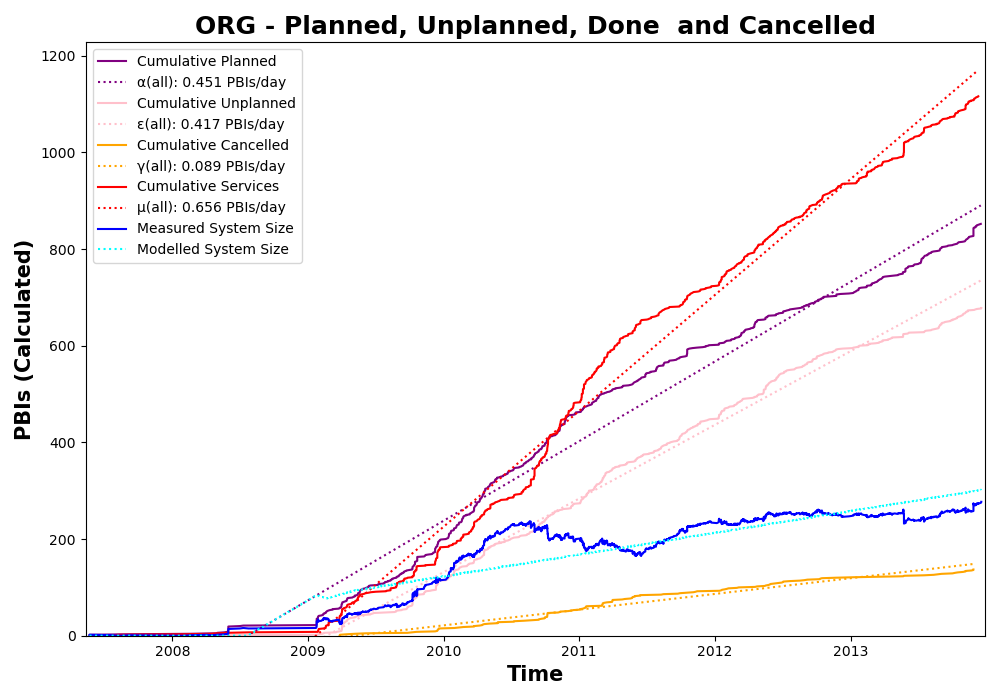 ORG - Planned, Unplanned, Done  and Cancelled
PBIs (Calculated)
1200
1000
800
600
400
200
0
Cumulative Planned
α(all): 0.451 PBIs/day
Cumulative Unplanned
ε(all): 0.417 PBIs/day
Cumulative Cancelled
γ(all): 0.089 PBIs/day
Cumulative Services
μ(all): 0.656 PBIs/day
Measured System Size
Modelled System Size
2008 2009 2010 2011 2012 2013
Time